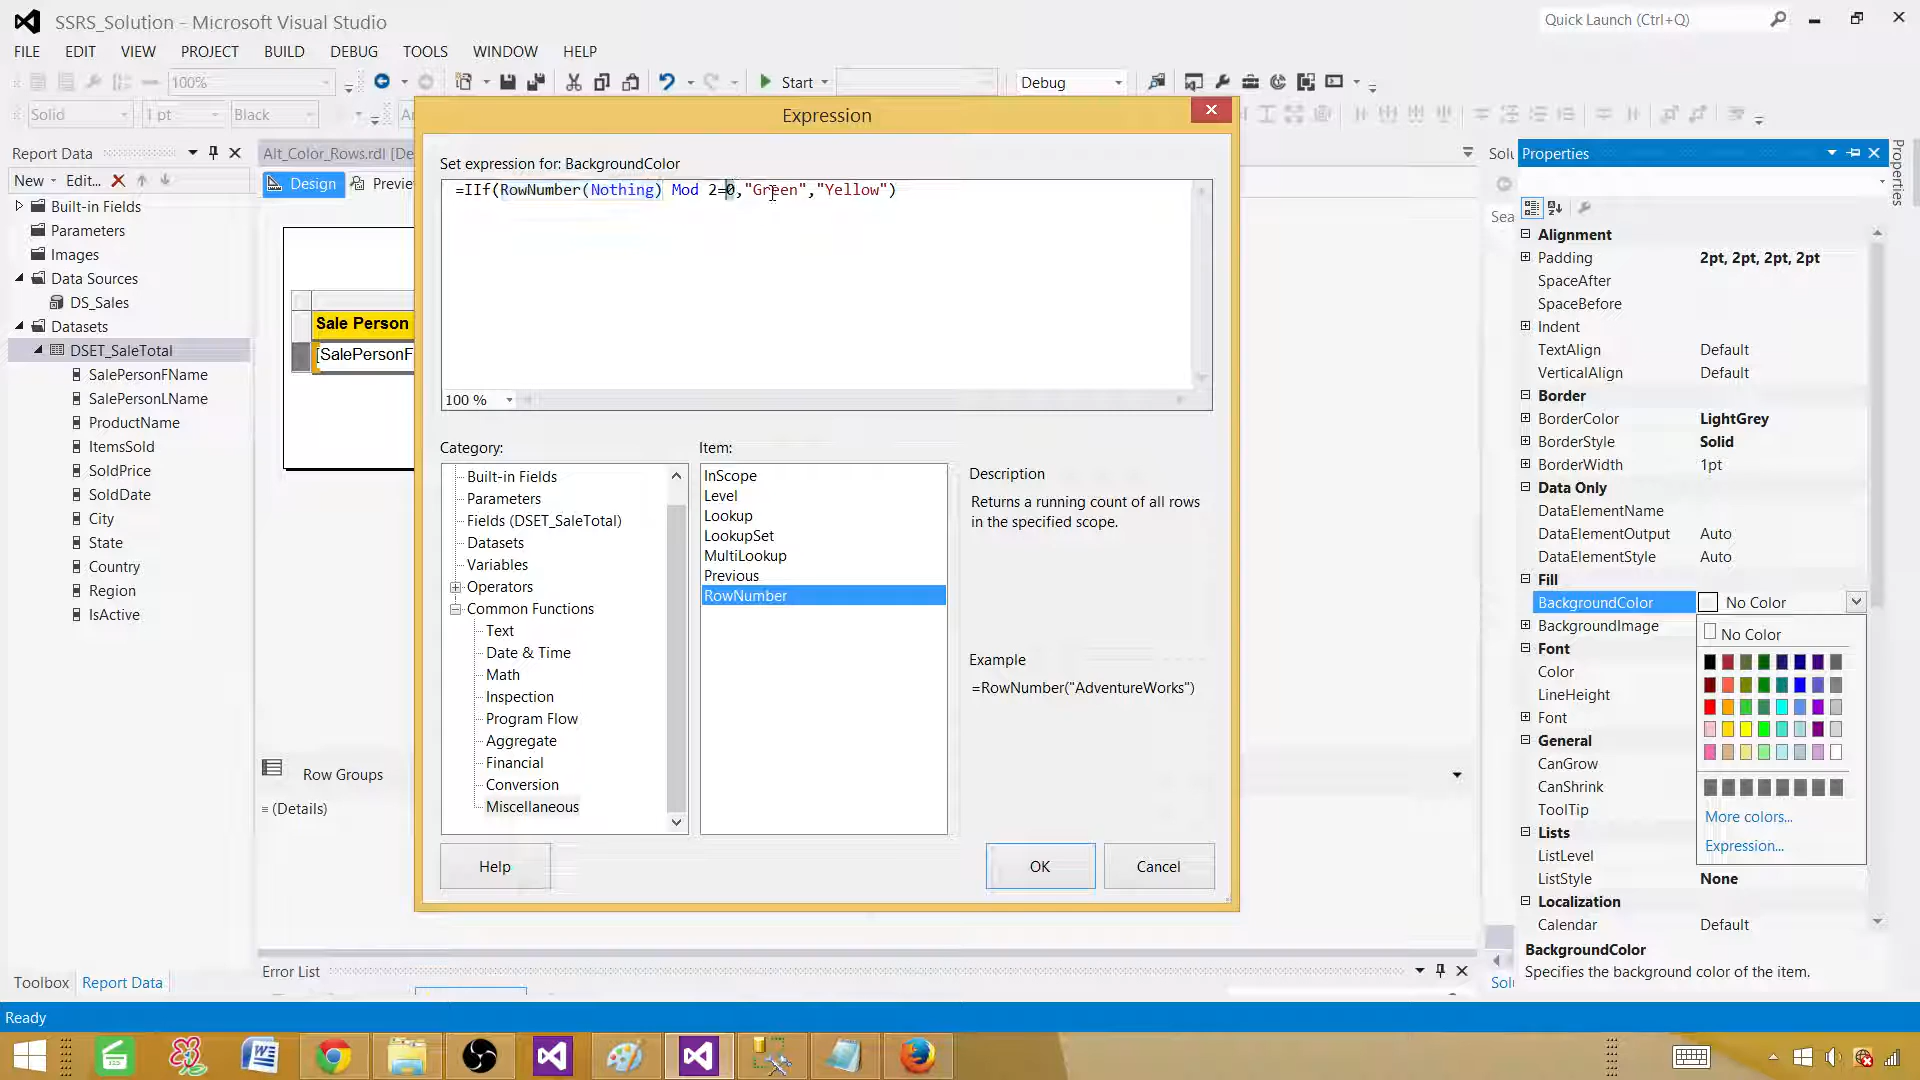 SSRS_Solution - Microsoft Visual Studio
Quick Launch (Ctrl+Q)
FILE EDIT VIEW PROJECT BUILD DEBUG TOOLS WINDOW HELP
100%
Start
Debug
Solid
1 pt
Black
Report Data
New Edit...
Built-in Fields
Parameters
Images
Data Sources
DS_Sales
Datasets
DSET_SaleTotal
SalePersonFName
SalePersonLName
ProductName
ItemsSold
SoldPrice
SoldDate
City
State
Country
Region
IsActive
Toolbox Report Data
Alt_Color_Rows.rdl [De
Design
Preview
Sale Person
[SalePersonF
Row Groups
(Details)
Error List
Expression
Set expression for: BackgroundColor
=IIf(RowNumber(Nothing) Mod 2=0,"Green","Yellow")
100 %
Category:
Built-in Fields
Parameters
Fields (DSET_SaleTotal)
Datasets
Variables
Operators
Common Functions
Text
Date & Time
Math
Inspection
Program Flow
Aggregate
Financial
Conversion
Miscellaneous
Item:
InScope
Level
Lookup
LookupSet
MultiLookup
Previous
RowNumber
Description
Returns a running count of all rows
in the specified scope.
Example
=RowNumber("AdventureWorks")
Help
OK
Cancel
Solu
Sea
Solu
Properties
Properties
Alignment
Padding 2pt, 2pt, 2pt, 2pt
SpaceAfter
SpaceBefore
Indent
TextAlign Default
VerticalAlign Default
Border
BorderColor LightGrey
BorderStyle Solid
BorderWidth 1pt
Data Only
DataElementName
DataElementOutput Auto
DataElementStyle Auto
Fill
BackgroundColor No Color
BackgroundImage
No Color
Font
Color
LineHeight
Font
General
CanGrow
CanShrink
ToolTip
More colors...
Lists
Expression...
ListLevel
ListStyle None
Localization
Calendar Default
BackgroundColor
Specifies the background color of the item.
Ready